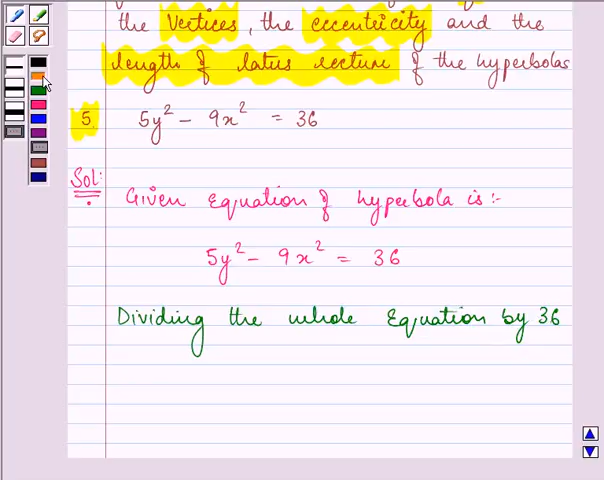 the Vertices, the eccentricity and the
length of latus rectum of the hyperbolas
5 5y² - 9x² = 36
Sol:
Given Equation of hyperbola is :-
5y² - 9x² = 36
Dividing the whole Equation by 36